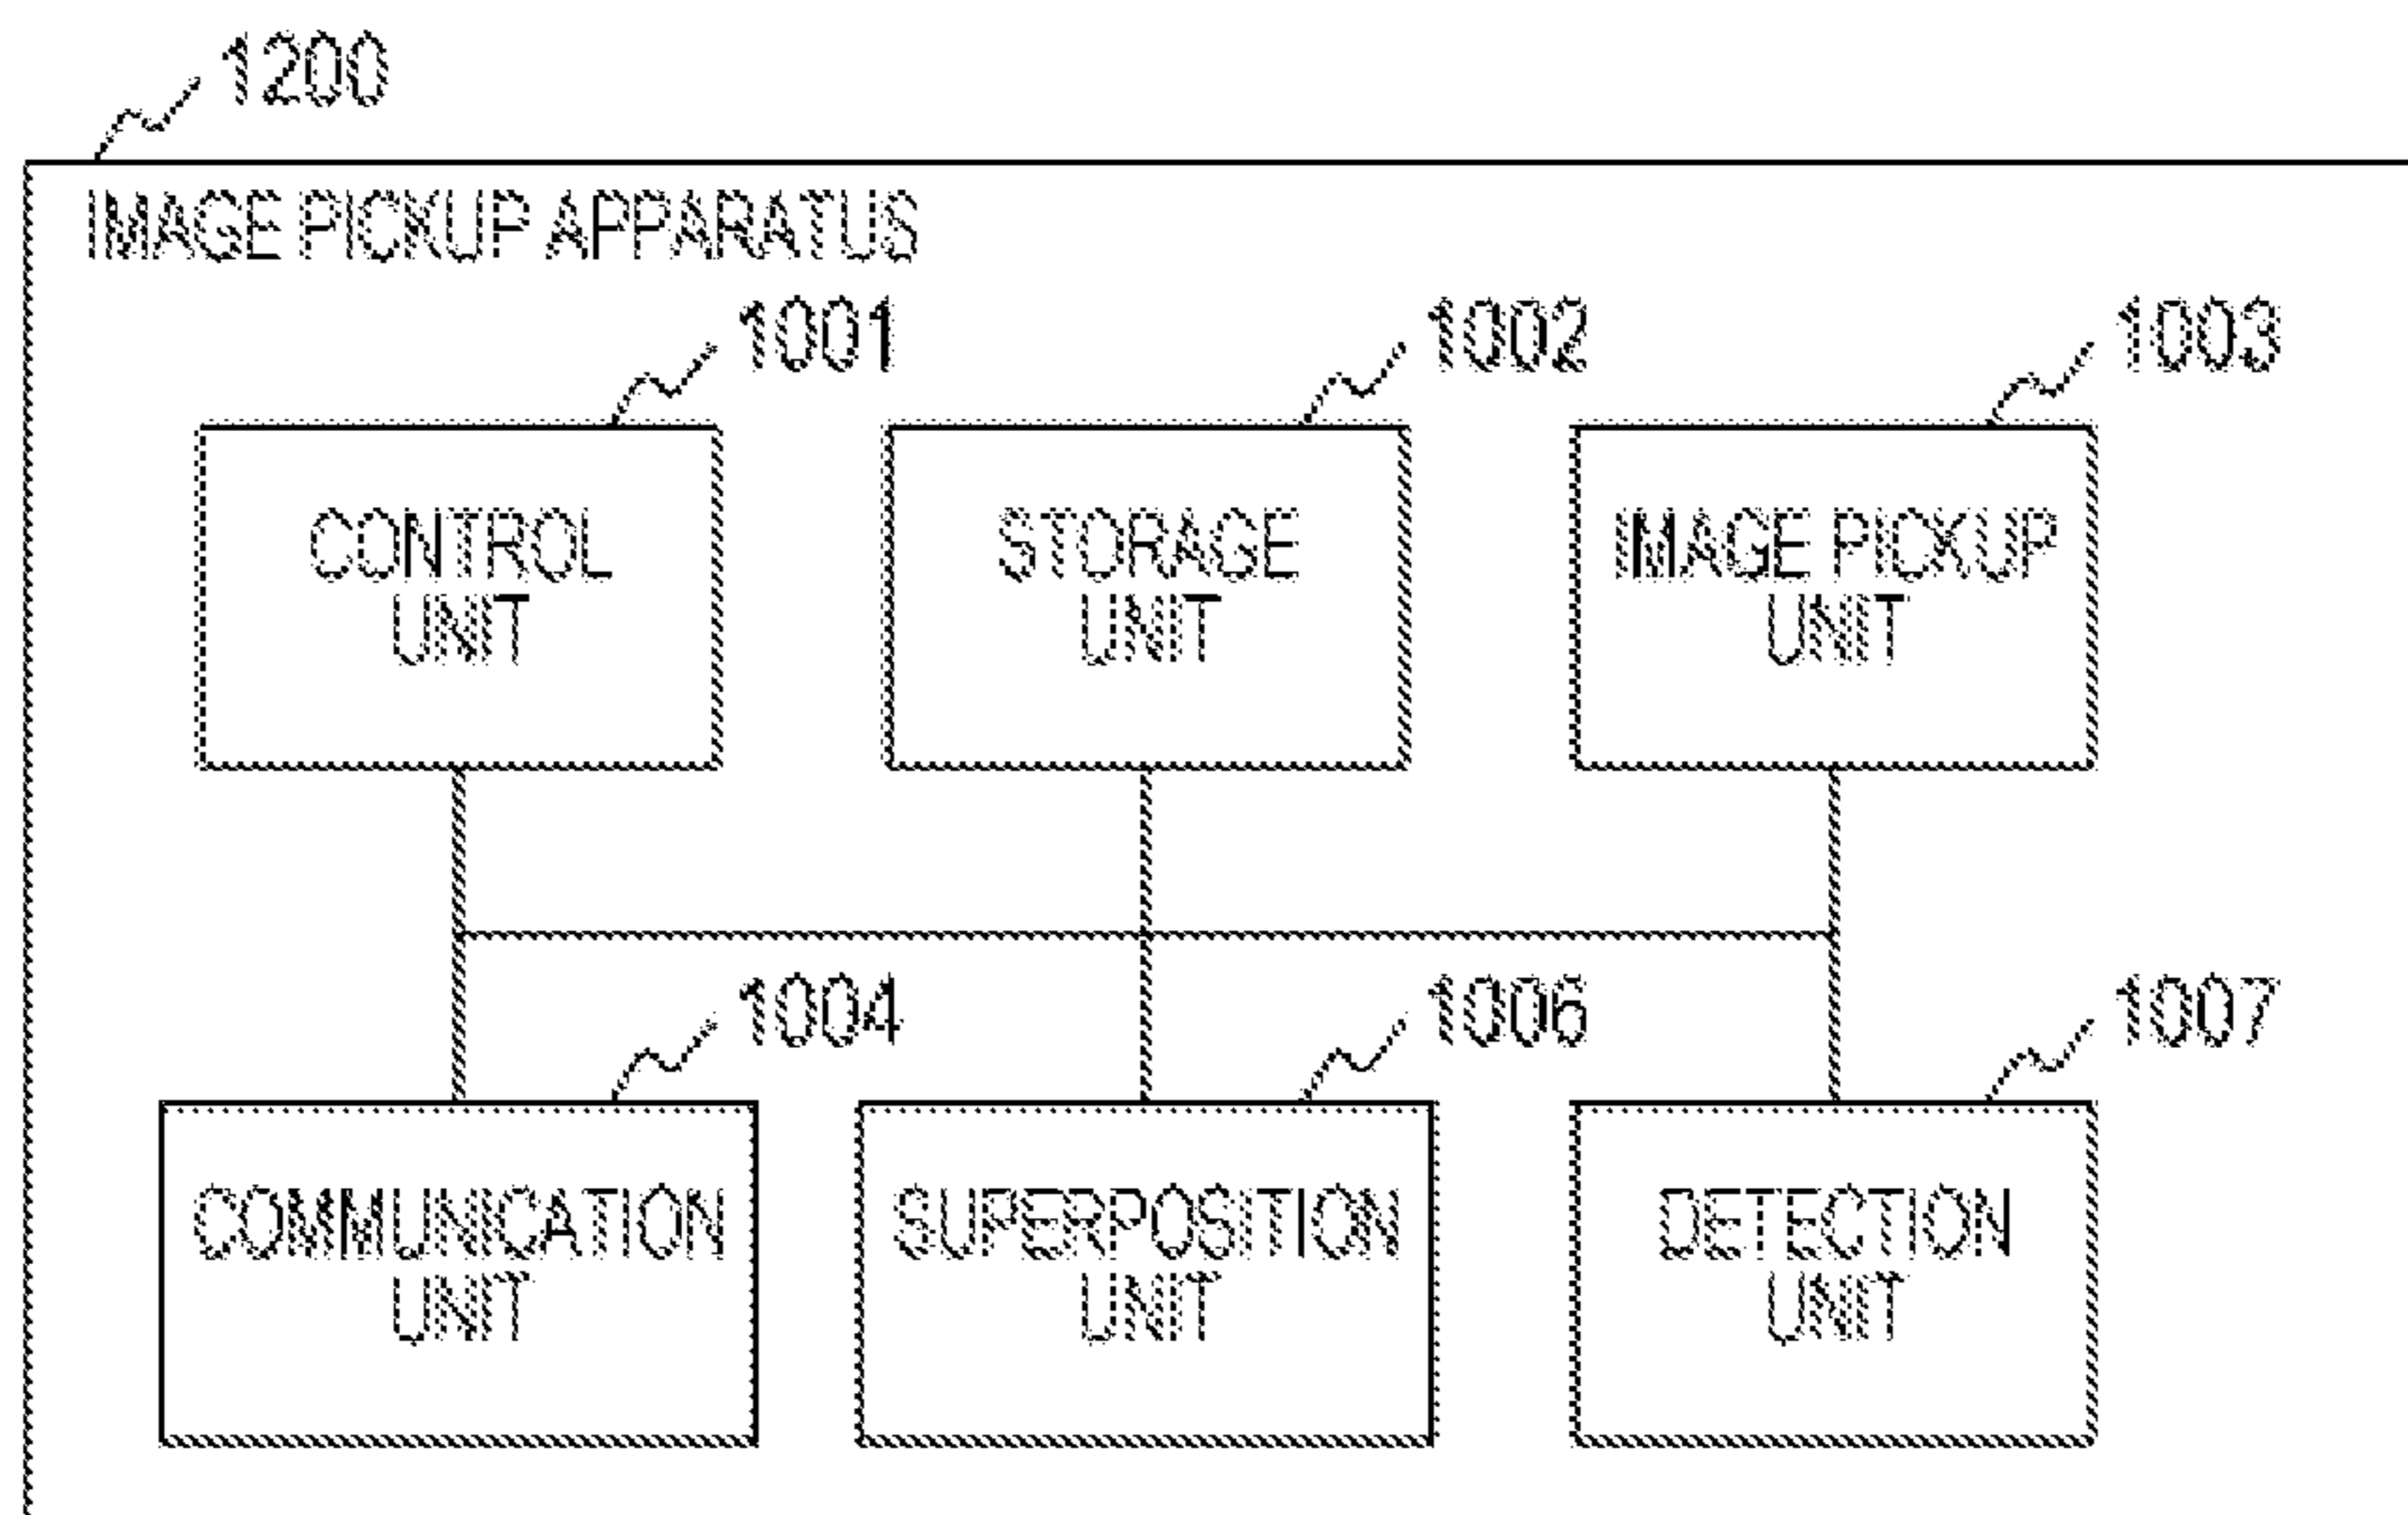 1200
IMAGE PICKUP APPARATUS
1001
1002
1003
CONTROL
UNIT
STORAGE
UNIT
IMAGE PICKUP
UNIT
1004
1006
1007
COMMUNICATION
UNIT
SUPERPOSITION
UNIT
DETECTION
UNIT